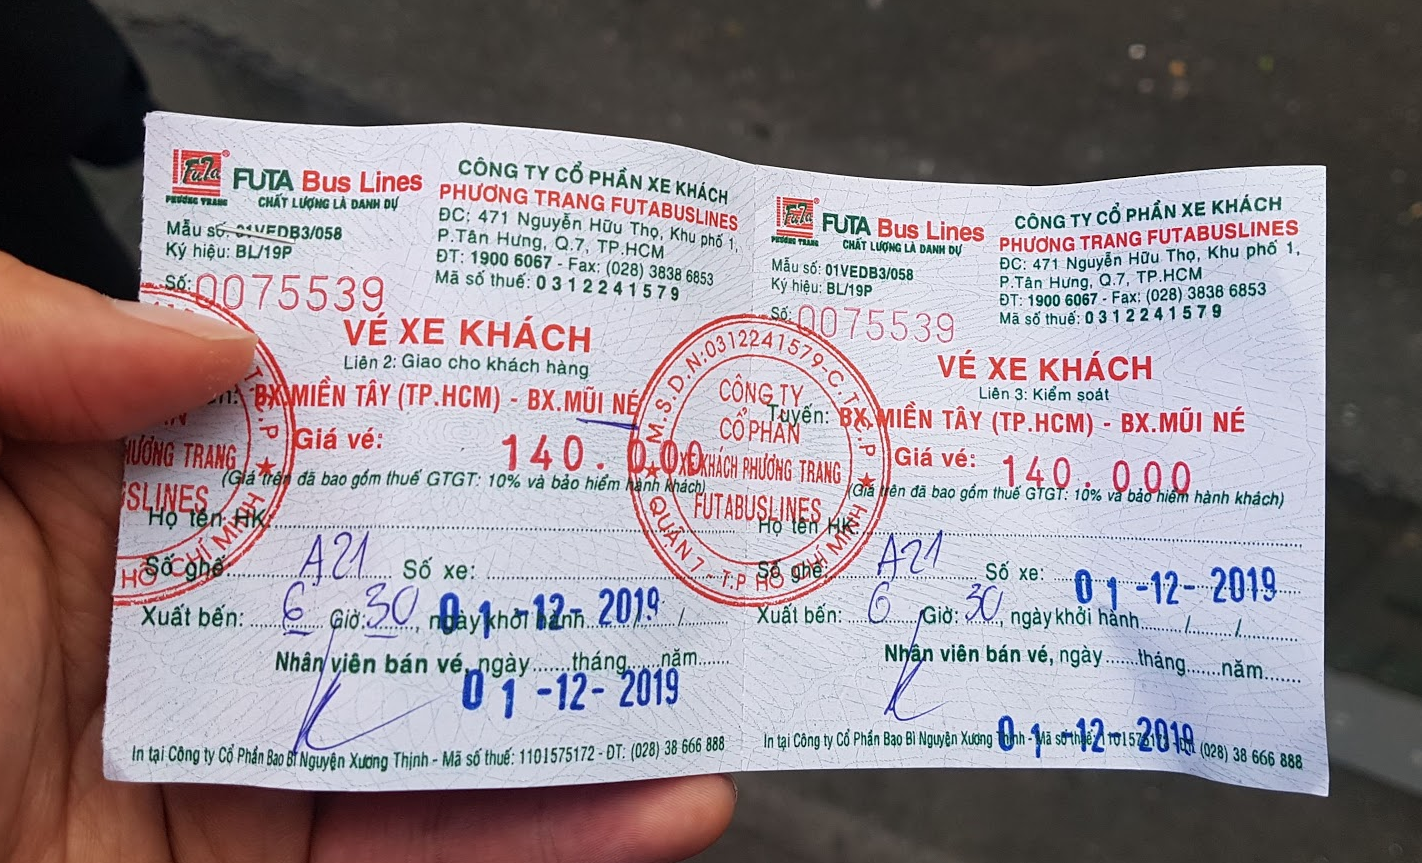 FuTa
PHƯƠNG TRANG
FUTA Bus Lines
CHẤT LƯỢNG LÀ DANH DỰ
CÔNG TY CỔ PHẦN XE KHÁCH
PHƯƠNG TRANG FUTABUSLINES
ĐC: 471 Nguyễn Hữu Thọ, Khu phố 1,
P.Tân Hưng, Q.7, TP.HCM
ĐT: 1900 6067 - Fax: (028) 3838 6853
Mã số thuế: 0312241579
Mẫu số: 01VEDB3/058
Ký hiệu: BL/19P
Số: 0075539
VÉ XE KHÁCH
Liên 2: Giao cho khách hàng
BX.MIỀN TÂY (TP.HCM) - BX.MŨI NÉ
Giá vé: 140.000
(Giá trên đã bao gồm thuế GTGT: 10% và bảo hiểm hành khách)
Họ tên HK
Số ghế: A21 Số xe:
Xuất bến: 6 Giờ: 30, ngày khởi hành / /
01-12-2019
Nhân viên bán vé, ngày ...... tháng ...... năm ......
01-12-2019
In tại Công ty Cổ Phần Bao Bì Nguyện Xương Thịnh - Mã số thuế: 1101575172 - ĐT: (028) 38 666 888
M.S.D.N:0312241579-C.T.C.P
CÔNG TY
CỔ PHẦN
XE KHÁCH PHƯƠNG TRANG
FUTABUSLINES
QUẬN 7 - T.P HỒ CHÍ MINH
FuTa
PHƯƠNG TRANG
FUTA Bus Lines
CHẤT LƯỢNG LÀ DANH DỰ
CÔNG TY CỔ PHẦN XE KHÁCH
PHƯƠNG TRANG FUTABUSLINES
ĐC: 471 Nguyễn Hữu Thọ, Khu phố 1,
P.Tân Hưng, Q.7, TP.HCM
ĐT: 1900 6067 - Fax: (028) 3838 6853
Mã số thuế: 0312241579
Mẫu số: 01VEDB3/058
Ký hiệu: BL/19P
Số: 0075539
VÉ XE KHÁCH
Liên 3: Kiểm soát
Tuyến: BX.MIỀN TÂY (TP.HCM) - BX.MŨI NÉ
Giá vé: 140.000
(Giá trên đã bao gồm thuế GTGT: 10% và bảo hiểm hành khách)
Họ tên HK
Số ghế: A21 Số xe:
01-12-2019
Xuất bến: 6 Giờ: 30, ngày khởi hành / /
Nhân viên bán vé, ngày ...... tháng ...... năm ......
01-12-2019
In tại Công ty Cổ Phần Bao Bì Nguyện Xương Thịnh - Mã số thuế: (028) 38 666 888